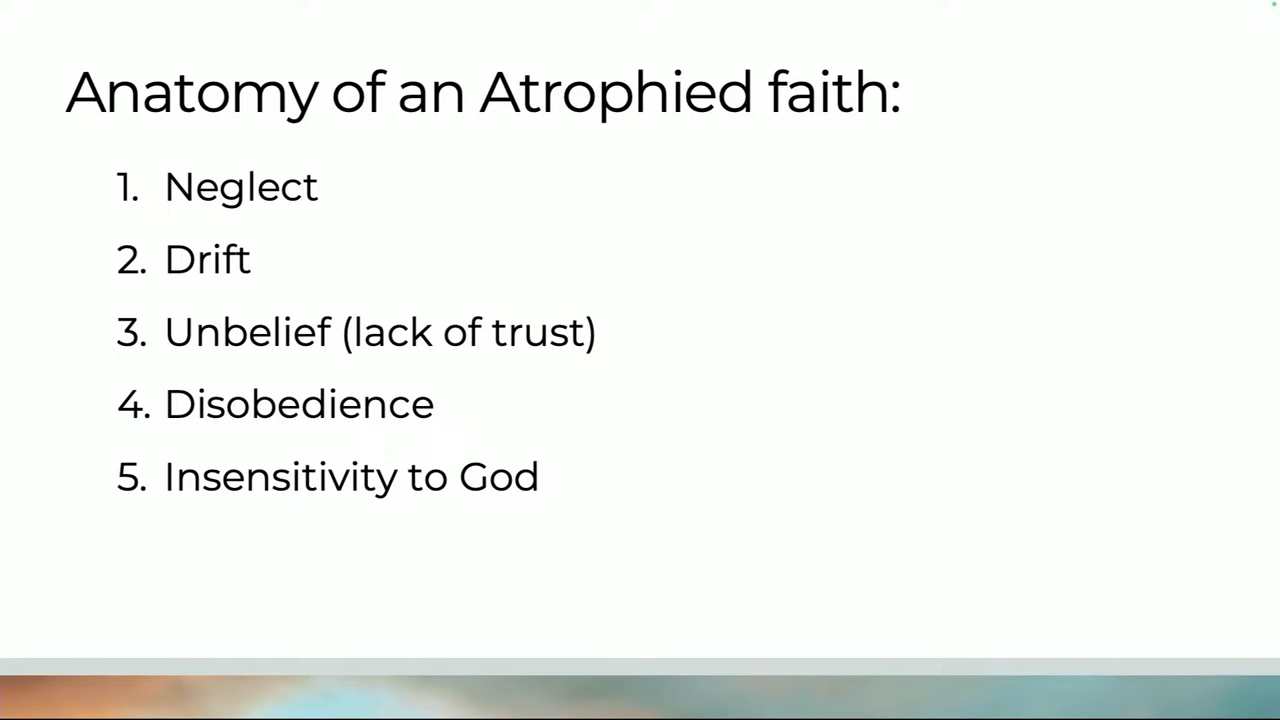 Anatomy of an Atrophied faith:
1. Neglect
2. Drift
3. Unbelief (lack of trust)
4. Disobedience
5. Insensitivity to God